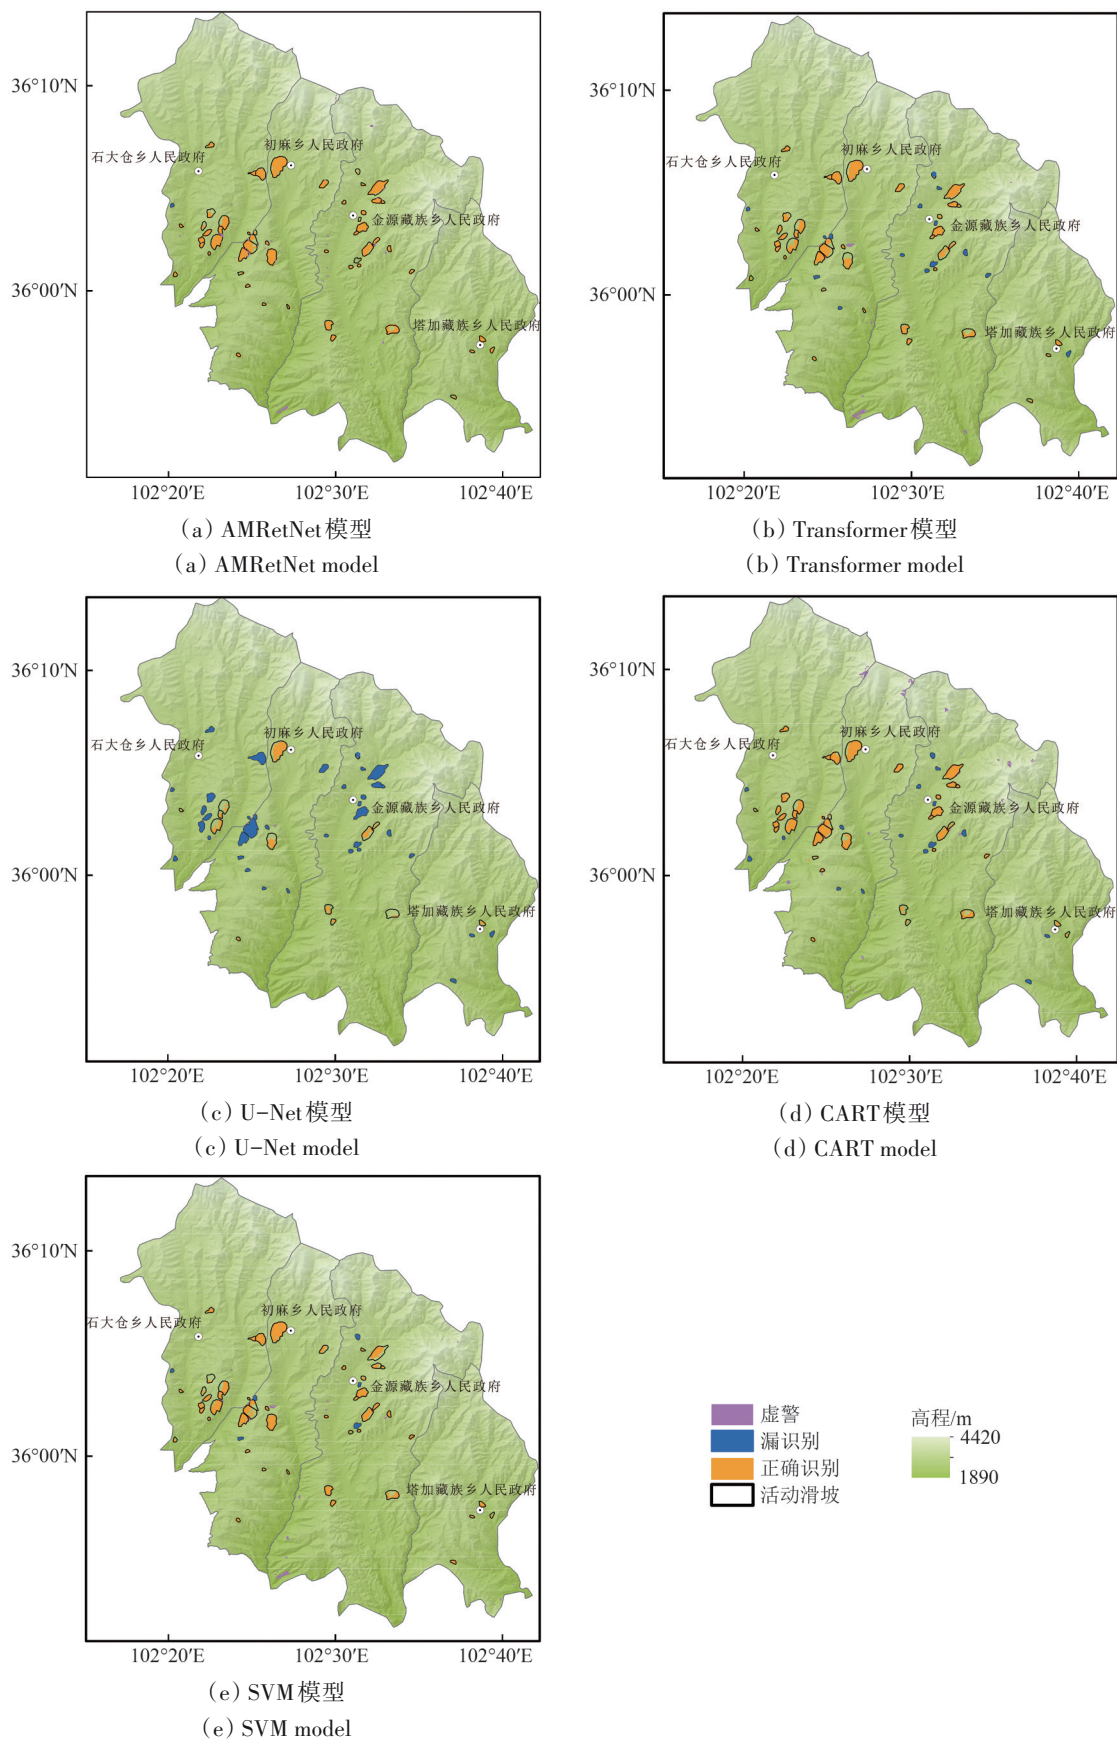 36°10′N
36°00′N
石大仓乡人民政府
初麻乡人民政府
金源藏族乡人民政府
塔加藏族乡人民政府
102°20′E 102°30′E 102°40′E
(a) AMRetNet模型
(a) AMRetNet model
36°10′N
36°00′N
石大仓乡人民政府
初麻乡人民政府
金源藏族乡人民政府
塔加藏族乡人民政府
102°20′E 102°30′E 102°40′E
(b) Transformer模型
(b) Transformer model
36°10′N
36°00′N
石大仓乡人民政府
初麻乡人民政府
金源藏族乡人民政府
塔加藏族乡人民政府
102°20′E 102°30′E 102°40′E
(c) U-Net模型
(c) U-Net model
36°10′N
36°00′N
石大仓乡人民政府
初麻乡人民政府
金源藏族乡人民政府
塔加藏族乡人民政府
102°20′E 102°30′E 102°40′E
(d) CART模型
(d) CART model
36°10′N
36°00′N
石大仓乡人民政府
初麻乡人民政府
金源藏族乡人民政府
塔加藏族乡人民政府
102°20′E 102°30′E 102°40′E
(e) SVM模型
(e) SVM model
虚警
漏识别
正确识别
活动滑坡
高程/m
4420
1890